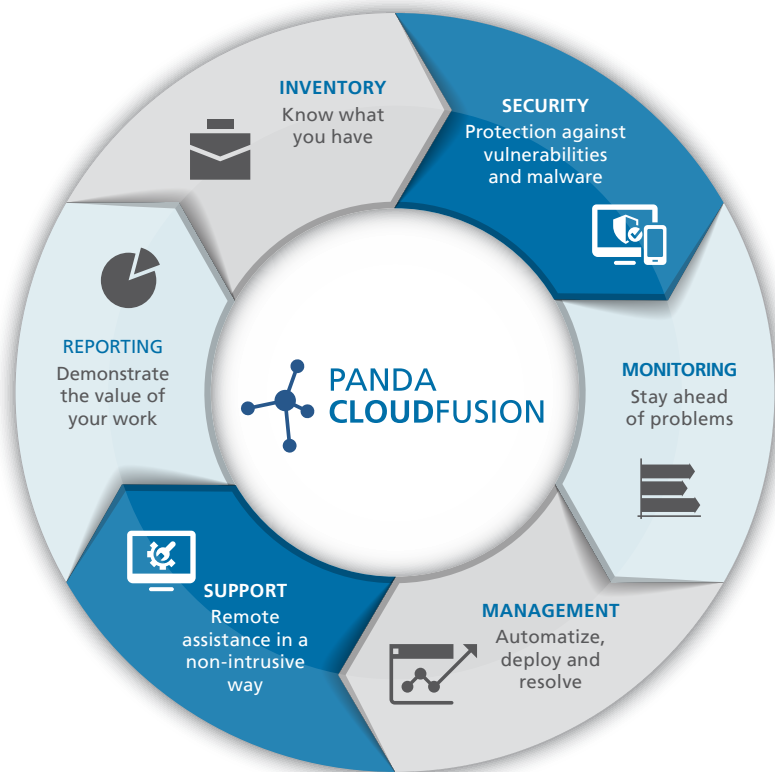 INVENTORY
Know what
you have
SECURITY
Protection against
vulnerabilities
and malware
MONITORING
Stay ahead
of problems
MANAGEMENT
Automatize,
deploy and
resolve
SUPPORT
Remote
assistance in a
non-intrusive
way
REPORTING
Demonstrate
the value of
your work
PANDA
CLOUDFUSION